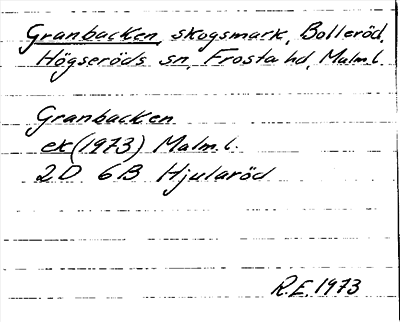 Granbacken, skogsmark, Bolleröd,
Högseröds sn, Frosta hd, Malm.l.
Granbacken
ek (1973) Malm.l.
2D 6B Hjularöd
R.E. 1973